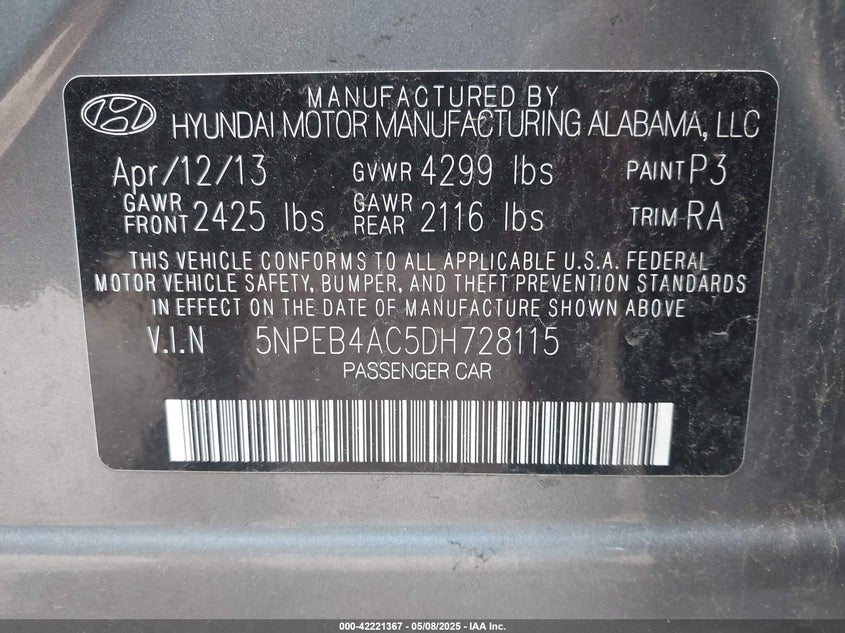 MANUFACTURED BY
HYUNDAI MOTOR MANUFACTURING ALABAMA, LLC
Apr/12/13 GVWR 4299 lbs PAINT P3
GAWR FRONT 2425 lbs GAWR REAR 2116 lbs TRIM RA
THIS VEHICLE CONFORMS TO ALL APPLICABLE U.S.A. FEDERAL
MOTOR VEHICLE SAFETY, BUMPER, AND THEFT PREVENTION STANDARDS
IN EFFECT ON THE DATE OF MANUFACTURE SHOWN ABOVE
V.I.N 5NPEB4AC5DH728115
PASSENGER CAR
000-42221367 - 05/08/2025 - IAA Inc.